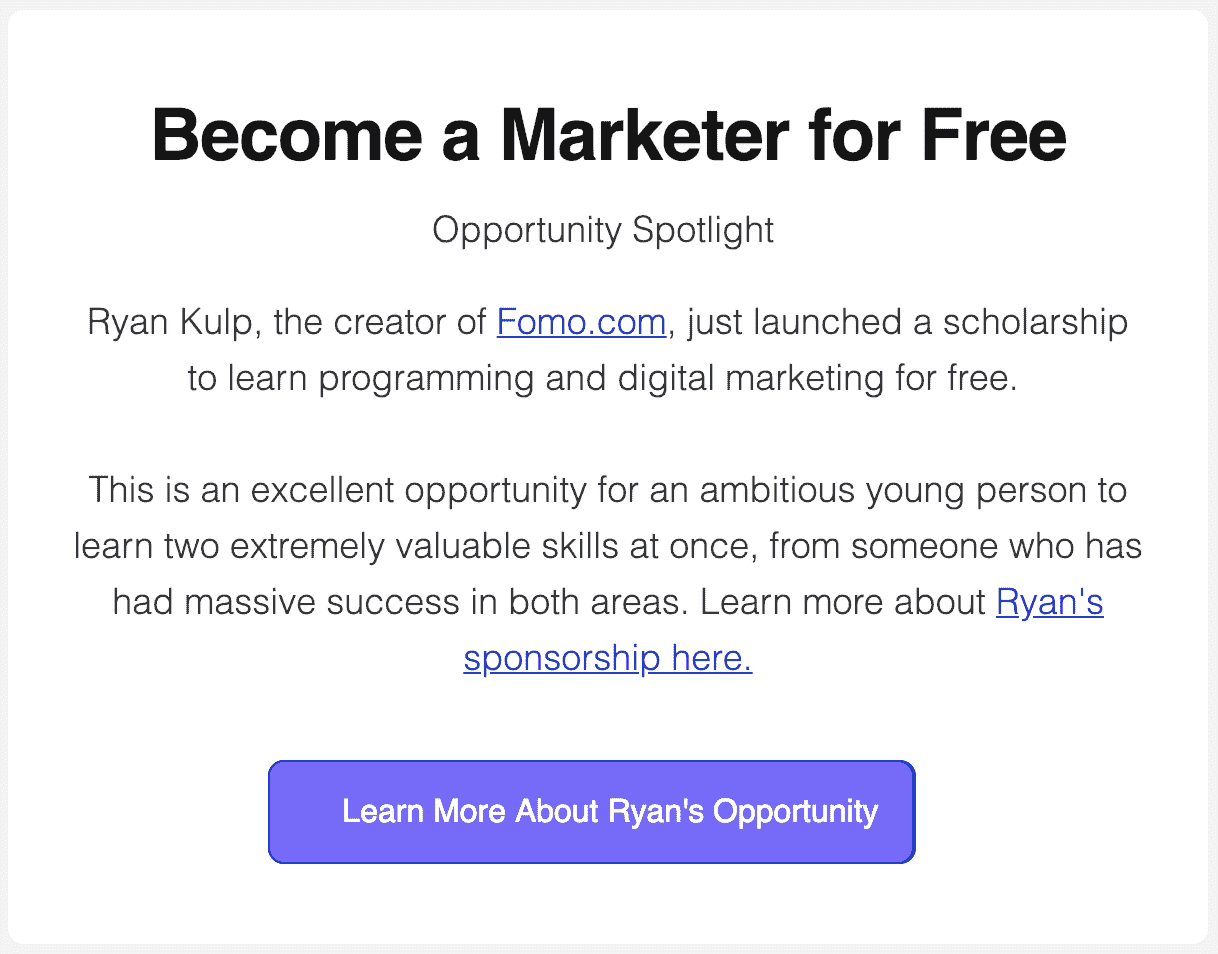 Become a Marketer for Free
Opportunity Spotlight
Ryan Kulp, the creator of Fomo.com, just launched a scholarship
to learn programming and digital marketing for free.
This is an excellent opportunity for an ambitious young person to
learn two extremely valuable skills at once, from someone who has
had massive success in both areas. Learn more about Ryan's
sponsorship here.
Learn More About Ryan's Opportunity